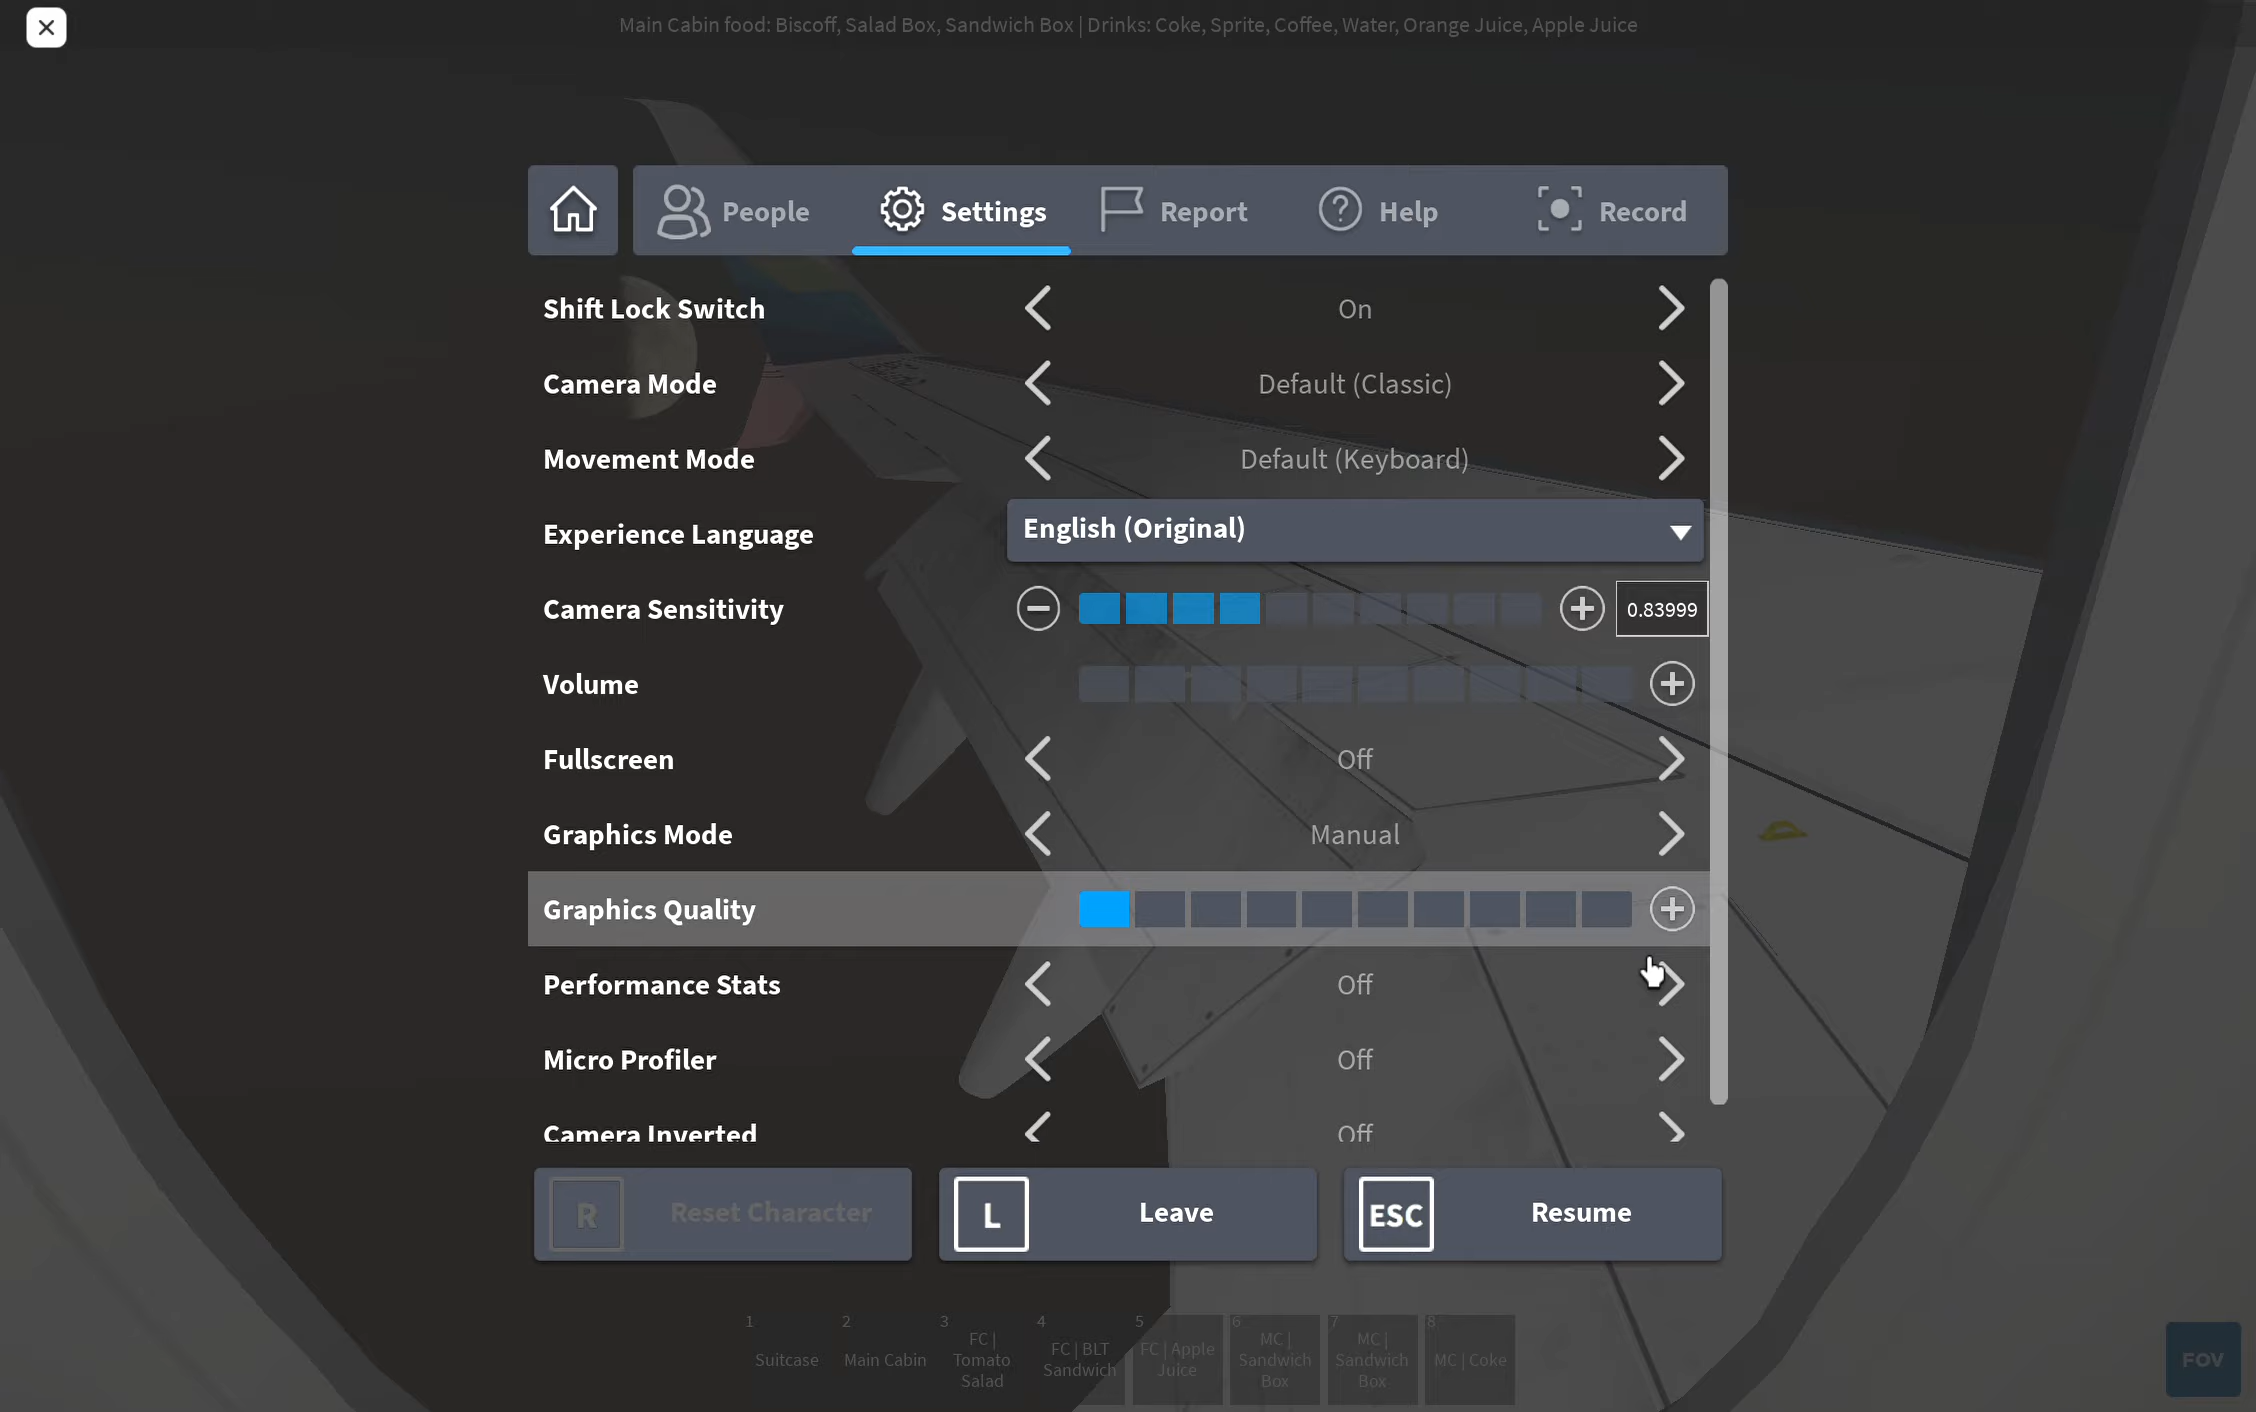 Main Cabin food: Biscoff, Salad Box, Sandwich Box | Drinks: Coke, Sprite, Coffee, Water, Orange Juice, Apple Juice
People
Settings
Report
Help
Record
Shift Lock Switch
On
Camera Mode
Default (Classic)
Movement Mode
Default (Keyboard)
Experience Language
English (Original)
Camera Sensitivity
0.83999
Volume
Fullscreen
Off
Graphics Mode
Manual
Graphics Quality
Performance Stats
Off
Micro Profiler
Off
Camera Inverted
Off
R
Reset Character
L
Leave
ESC
Resume
1
Suitcase
2
Main Cabin
3
FC |
Tomato
Salad
4
FC | BLT
Sandwich
5
FC | Apple
Juice
6
MC |
Sandwich
Box
7
MC |
Sandwich
Box
8
MC | Coke
FOV